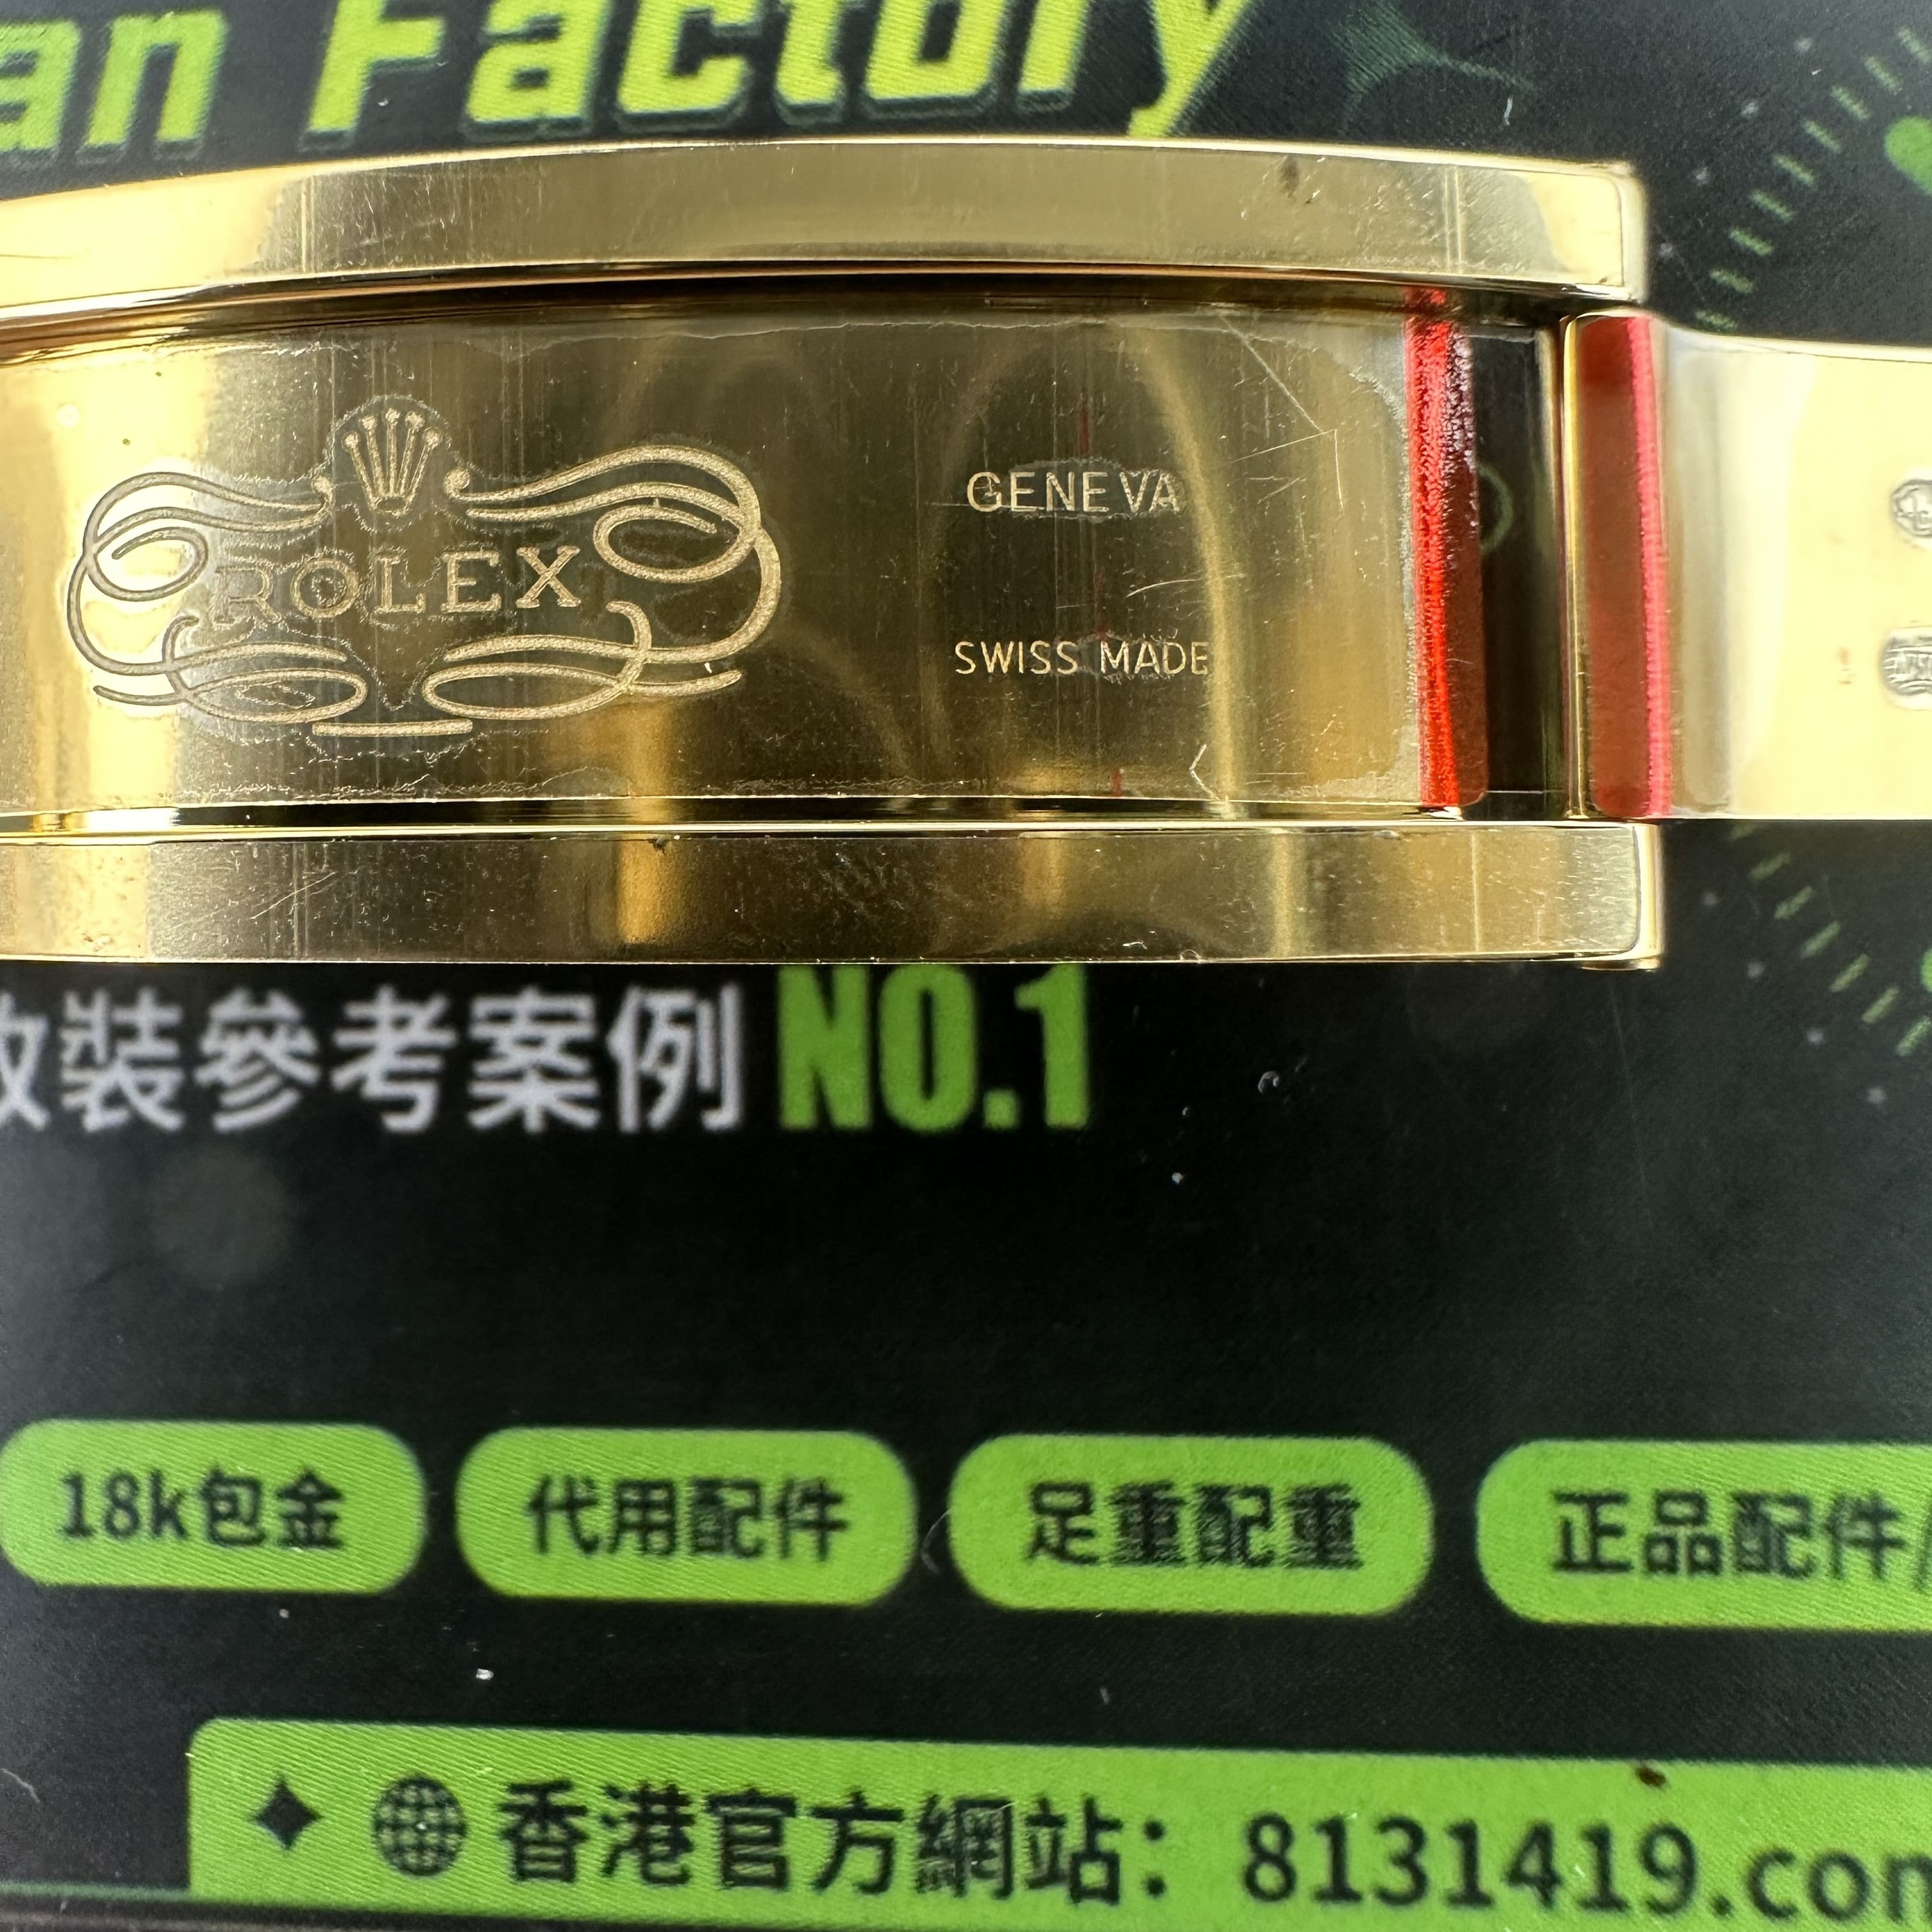 an Factory
ROLEX
GENEVA
SWISS MADE
裝參考案例 NO.1
18k包金
代用配件
足重配重
正品配件
香港官方網站：8131419.com